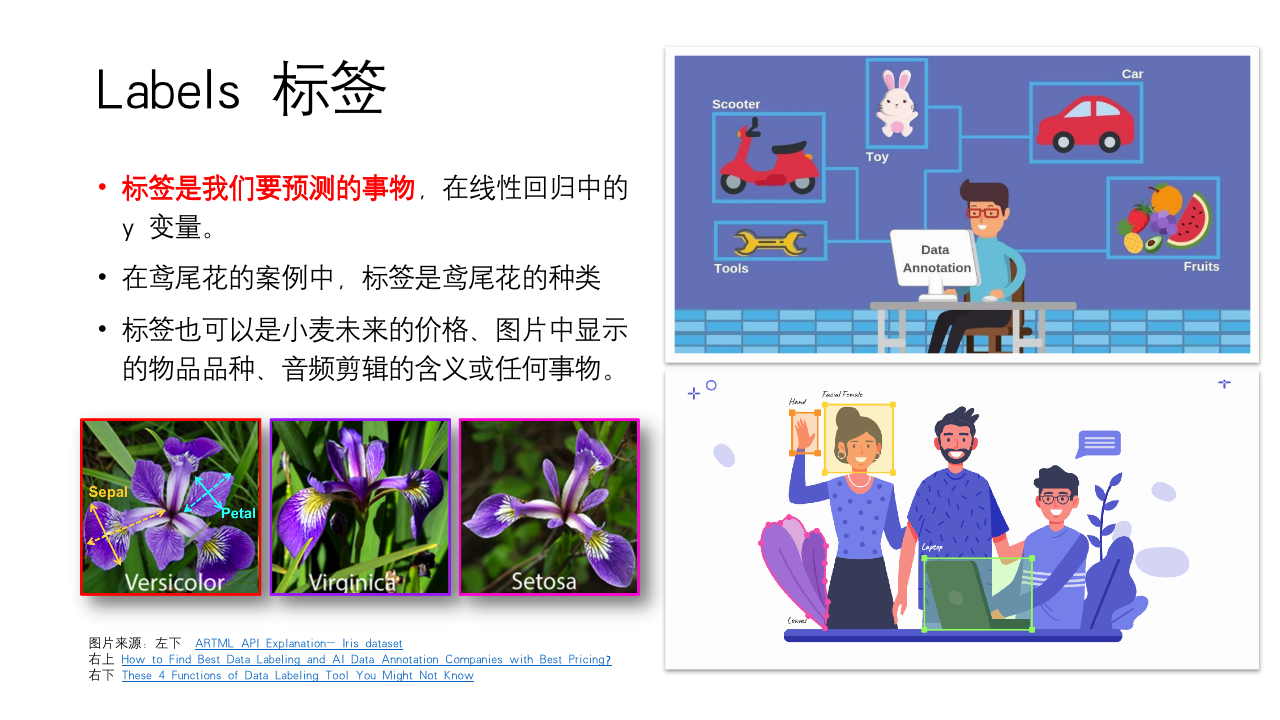 Labels 标签
• 标签是我们要预测的事物，在线性回归中的
y 变量。
• 在鸢尾花的案例中，标签是鸢尾花的种类
• 标签也可以是小麦未来的价格、图片中显示
的物品品种、音频剪辑的含义或任何事物。
Sepal
Petal
Versicolor
Virginica
Setosa
图片来源：左下 ARTML API Explanation— Iris dataset
右上 How to Find Best Data Labeling and AI Data Annotation Companies with Best Pricing?
右下 These 4 Functions of Data Labeling Tool You Might Not Know
Scooter
Toy
Car
Tools
Data
Annotation
Fruits
Hand
Facial Female
Laptop
Leaves